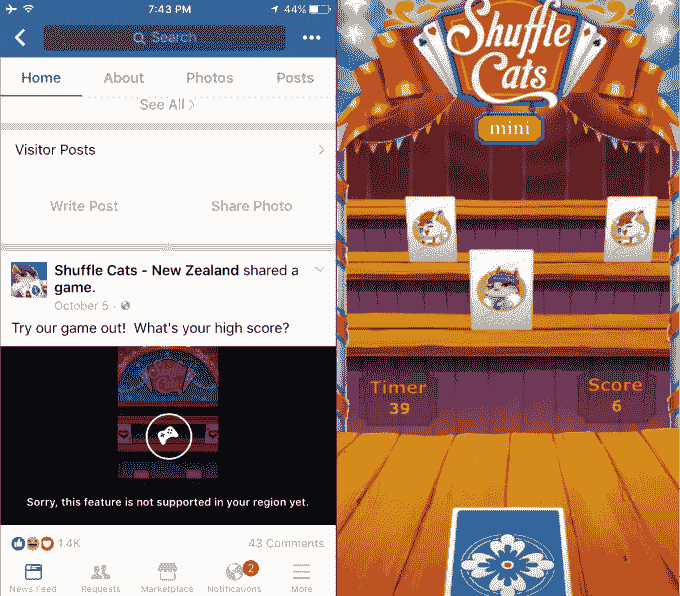 7:43 PM
44%
Search
Home
About
Photos
Posts
See All
Visitor Posts
Write Post
Share Photo
Shuffle Cats - New Zealand shared a
game.
October 5 ·
Try our game out! What's your high score?
Shuffle
Cats
Sorry, this feature is not supported in your region yet.
1.4K
43 Comments
News Feed
Requests
Marketplace
2
Notifications
More
Shuffle
Cats
mini
Timer
39
Score
6